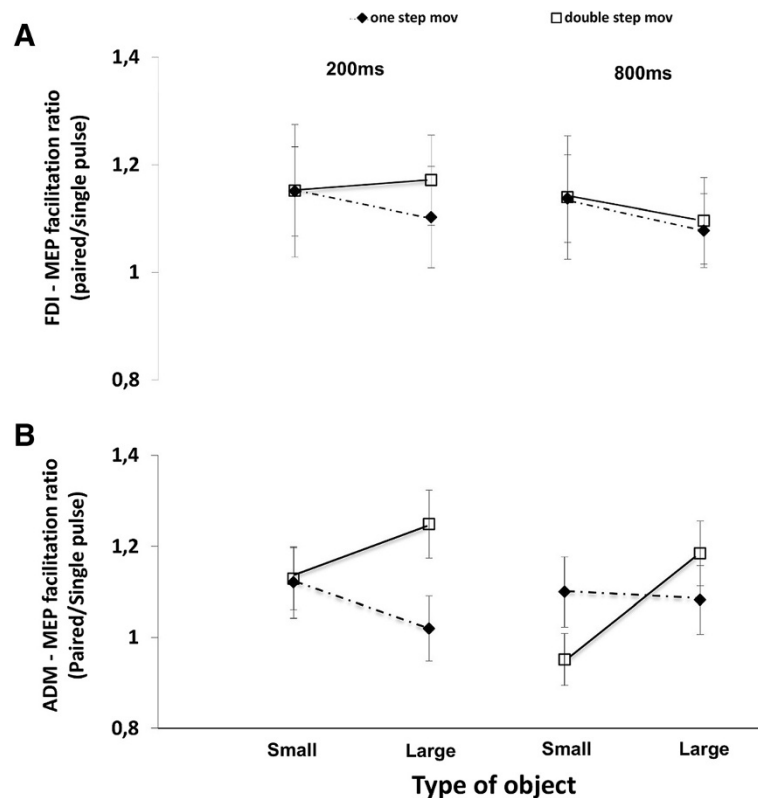 one step mov
double step mov
A
1,4
200ms
800ms
1,2
FDI - MEP facilitation ratio
(paired/single pulse)
1
0,8
B
1,4
ADM - MEP facilitation ratio
(Paired/Single pulse)
1,2
1
0,8
Small
Large
Small
Large
Type of object